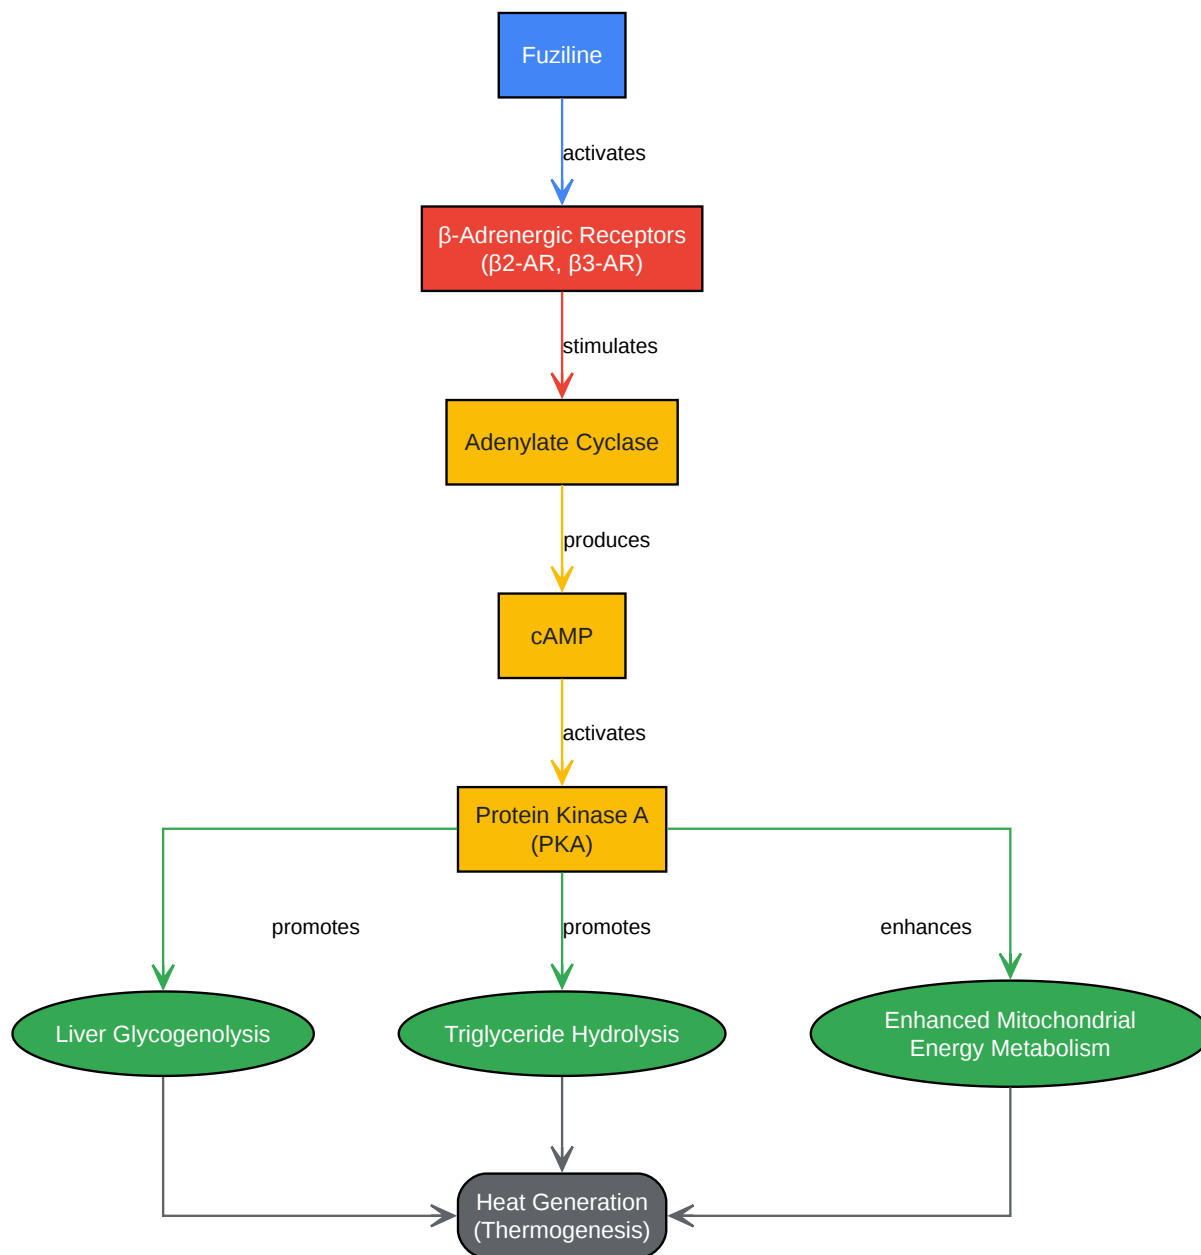 Fuziline
activates
β-Adrenergic Receptors
(β2-AR, β3-AR)
stimulates
Adenylate Cyclase
produces
cAMP
activates
Protein Kinase A
(PKA)
promotes
promotes
enhances
Liver Glycogenolysis
Triglyceride Hydrolysis
Enhanced Mitochondrial
Energy Metabolism
Heat Generation
(Thermogenesis)